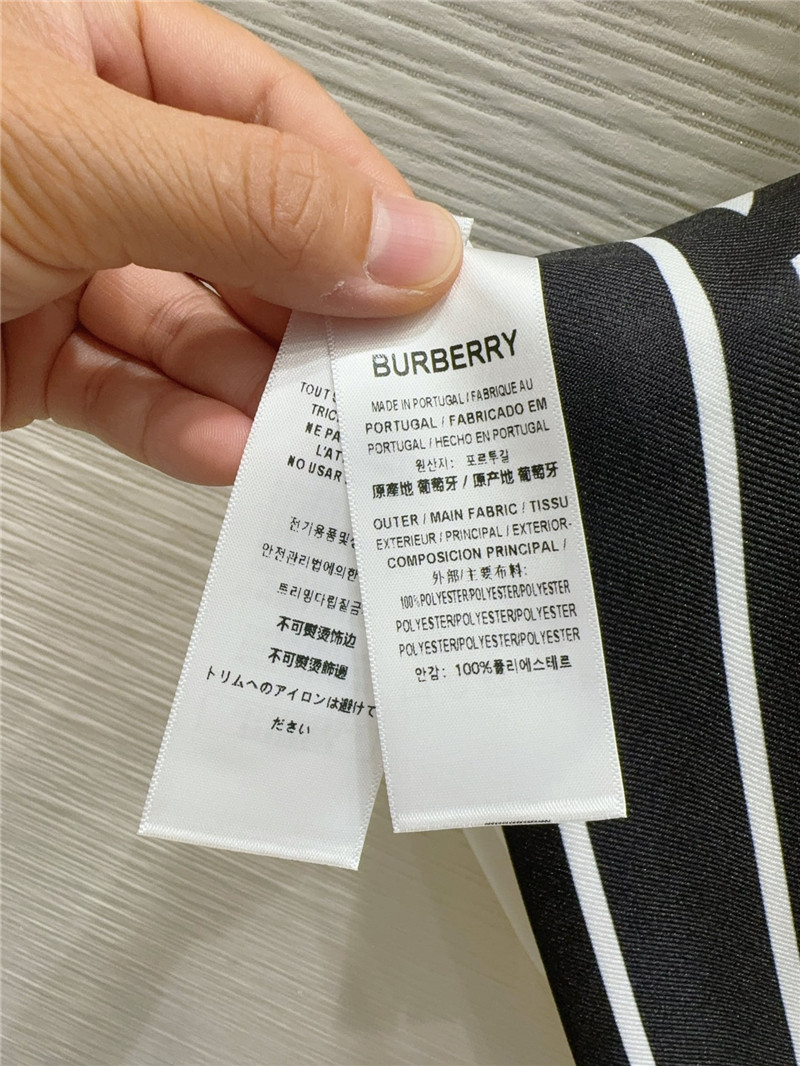 BURBERRY
MADE IN PORTUGAL / FABRIQUE AU
PORTUGAL / FABRICADO EM
PORTUGAL / HECHO EN PORTUGAL
원산지: 포르투갈
原產地 葡萄牙 / 原产地 葡萄牙
OUTER / MAIN FABRIC / TISSU
EXTERIEUR / PRINCIPAL / EXTERIOR-
COMPOSICION PRINCIPAL /
外部/主要布料:
100% POLYESTER/POLYESTER/POLYESTER
POLYESTER/POLYESTER/POLYESTER
POLYESTER/POLYESTER/POLYESTER
안감: 100%폴리에스테르
TOUT
TRIC
NE PA
L'AT
NO USAR
전기용품및
안전관리법에의한
트리밍다림질금
不可熨烫饰边
不可熨燙飾邊
トリムへのアイロンは避けて
ださい